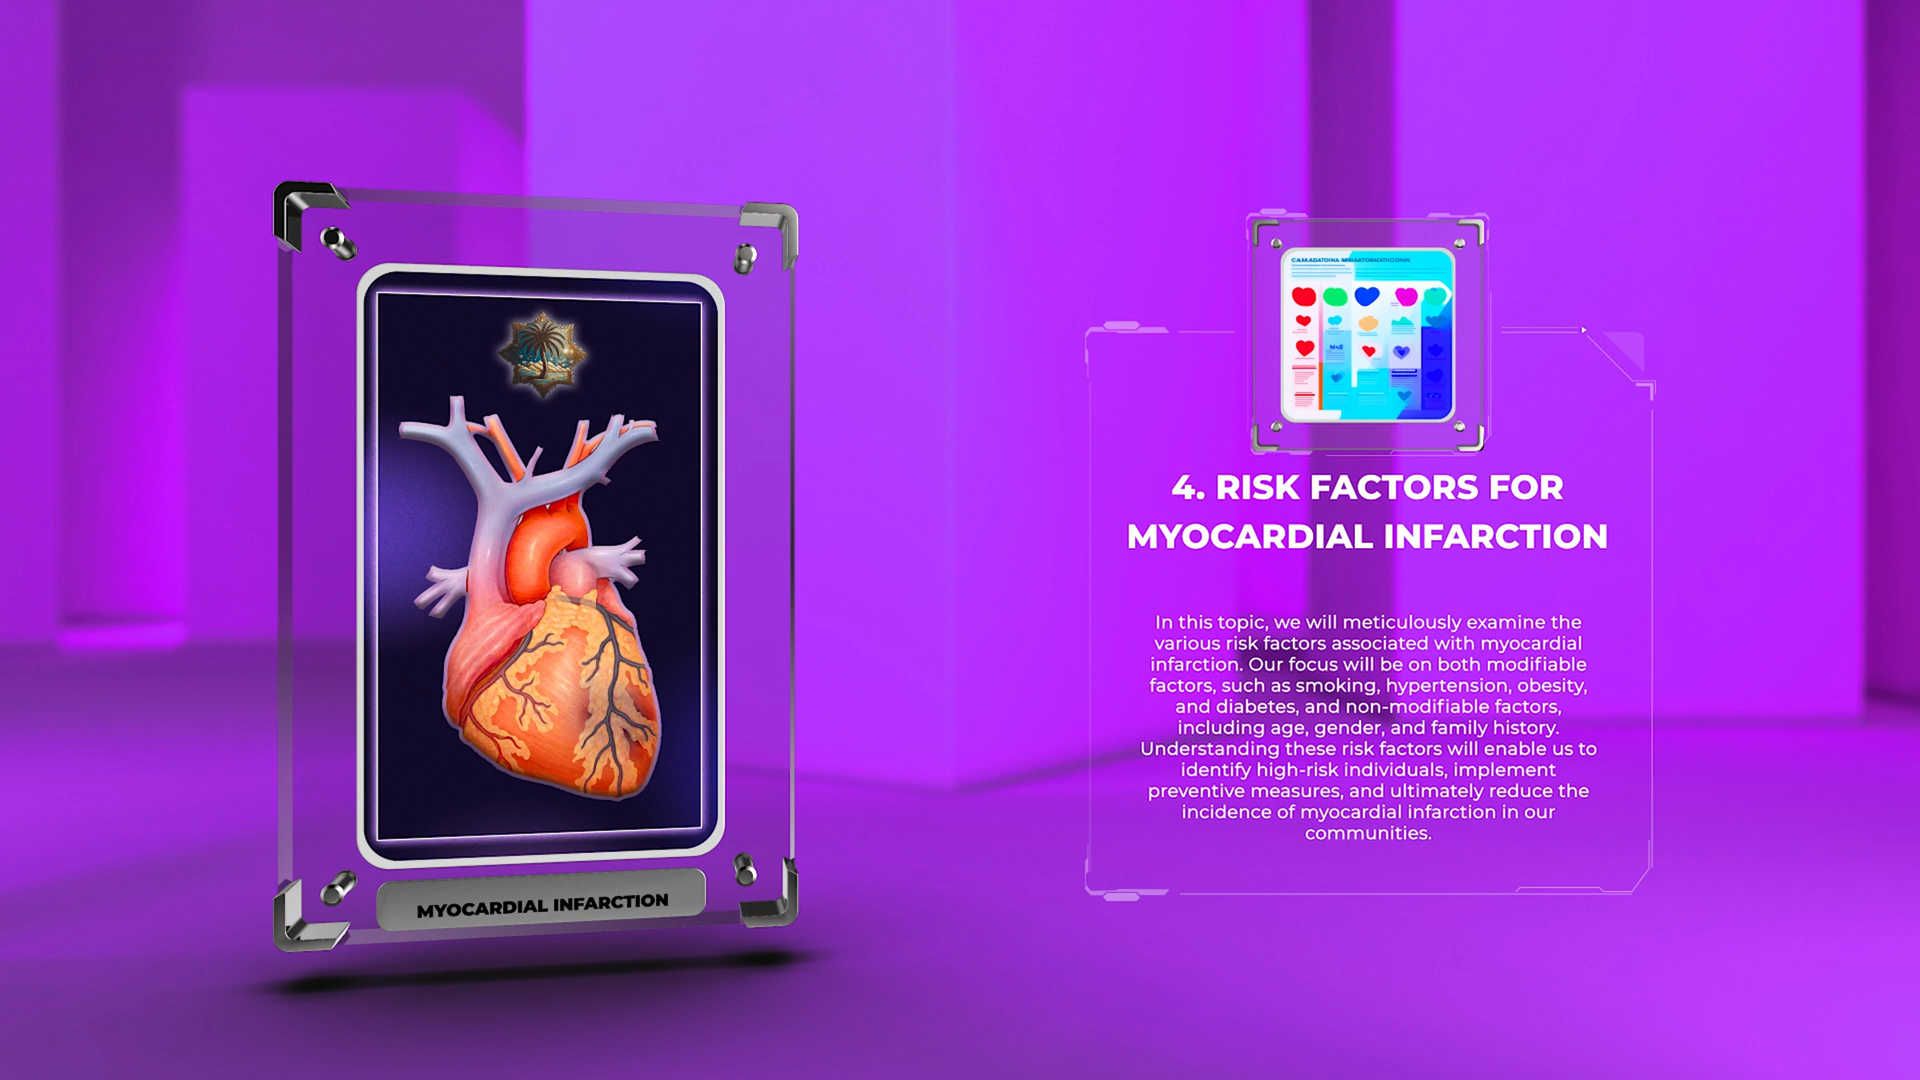 MYOCARDIAL INFARCTION
4. RISK FACTORS FOR
MYOCARDIAL INFARCTION
In this topic, we will meticulously examine the
various risk factors associated with myocardial
infarction. Our focus will be on both modifiable
factors, such as smoking, hypertension, obesity,
and diabetes, and non-modifiable factors,
including age, gender, and family history.
Understanding these risk factors will enable us to
identify high-risk individuals, implement
preventive measures, and ultimately reduce the
incidence of myocardial infarction in our
communities.